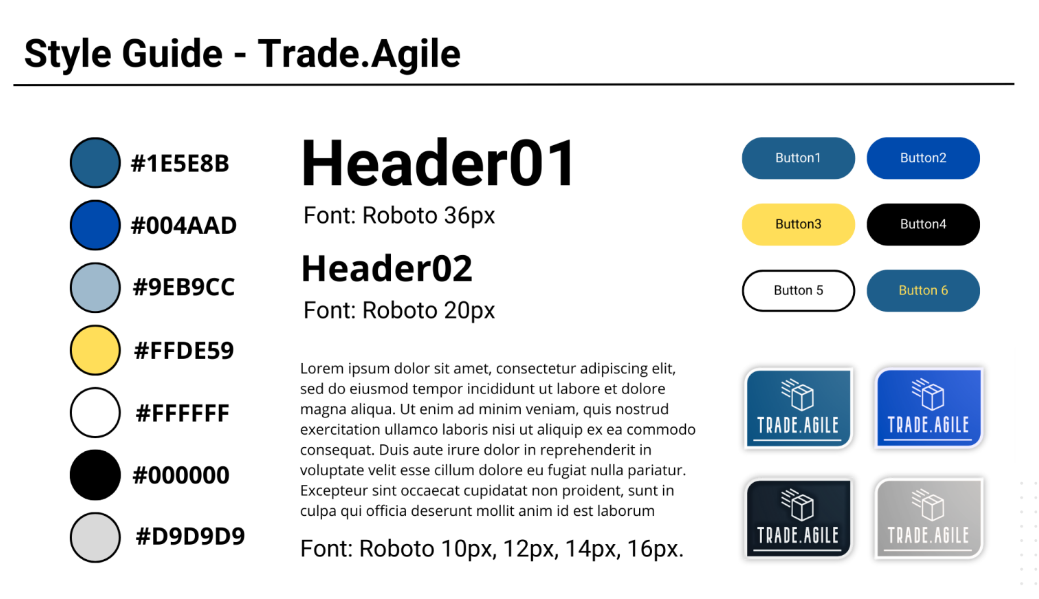 Style Guide - Trade.Agile
#1E5E8B
#004AAD
#9EB9CC
#FFDE59
#FFFFFF
#000000
#D9D9D9
Header01
Font: Roboto 36px
Header02
Font: Roboto 20px
Lorem ipsum dolor sit amet, consectetur adipiscing elit,
sed do eiusmod tempor incididunt ut labore et dolore
magna aliqua. Ut enim ad minim veniam, quis nostrud
exercitation ullamco laboris nisi ut aliquip ex ea commodo
consequat. Duis aute irure dolor in reprehenderit in
voluptate velit esse cillum dolore eu fugiat nulla pariatur.
Excepteur sint occaecat cupidatat non proident, sunt in
culpa qui officia deserunt mollit anim id est laborum
Font: Roboto 10px, 12px, 14px, 16px.
Button1
Button2
Button3
Button4
Button 5
Button 6
TRADE.AGILE
TRADE.AGILE
TRADE.AGILE
TRADE.AGILE